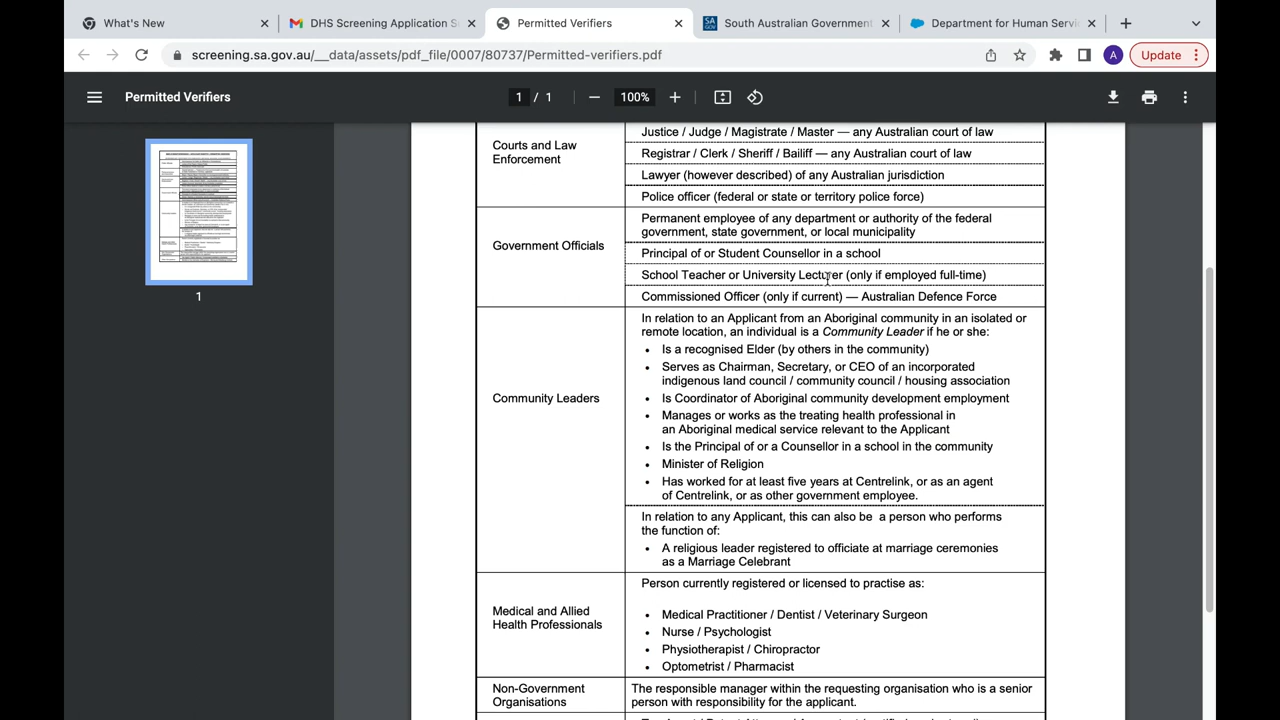 What's New
DHS Screening Application S
Permitted Verifiers
South Australian Government
Department for Human Servi
screening.sa.gov.au/__data/assets/pdf_file/0007/80737/Permitted-verifiers.pdf
A
Update
Permitted Verifiers
1 / 1
100%
1
Courts and Law
Enforcement
Justice / Judge / Magistrate / Master — any Australian court of law
Registrar / Clerk / Sheriff / Bailiff — any Australian court of law
Lawyer (however described) of any Australian jurisdiction
Police officer (federal or state or territory police force)
Government Officials
Permanent employee of any department or authority of the federal
government, state government, or local municipality
Principal of or Student Counsellor in a school
School Teacher or University Lecturer (only if employed full-time)
Commissioned Officer (only if current) — Australian Defence Force
Community Leaders
In relation to an Applicant from an Aboriginal community in an isolated or
remote location, an individual is a Community Leader if he or she:
• Is a recognised Elder (by others in the community)
• Serves as Chairman, Secretary, or CEO of an incorporated
indigenous land council / community council / housing association
• Is Coordinator of Aboriginal community development employment
• Manages or works as the treating health professional in
an Aboriginal medical service relevant to the Applicant
• Is the Principal of or a Counsellor in a school in the community
• Minister of Religion
• Has worked for at least five years at Centrelink, or as an agent
of Centrelink, or as other government employee.
In relation to any Applicant, this can also be a person who performs
the function of:
• A religious leader registered to officiate at marriage ceremonies
as a Marriage Celebrant
Medical and Allied
Health Professionals
Person currently registered or licensed to practise as:
• Medical Practitioner / Dentist / Veterinary Surgeon
• Nurse / Psychologist
• Physiotherapist / Chiropractor
• Optometrist / Pharmacist
Non-Government
Organisations
The responsible manager within the requesting organisation who is a senior
person with responsibility for the applicant.